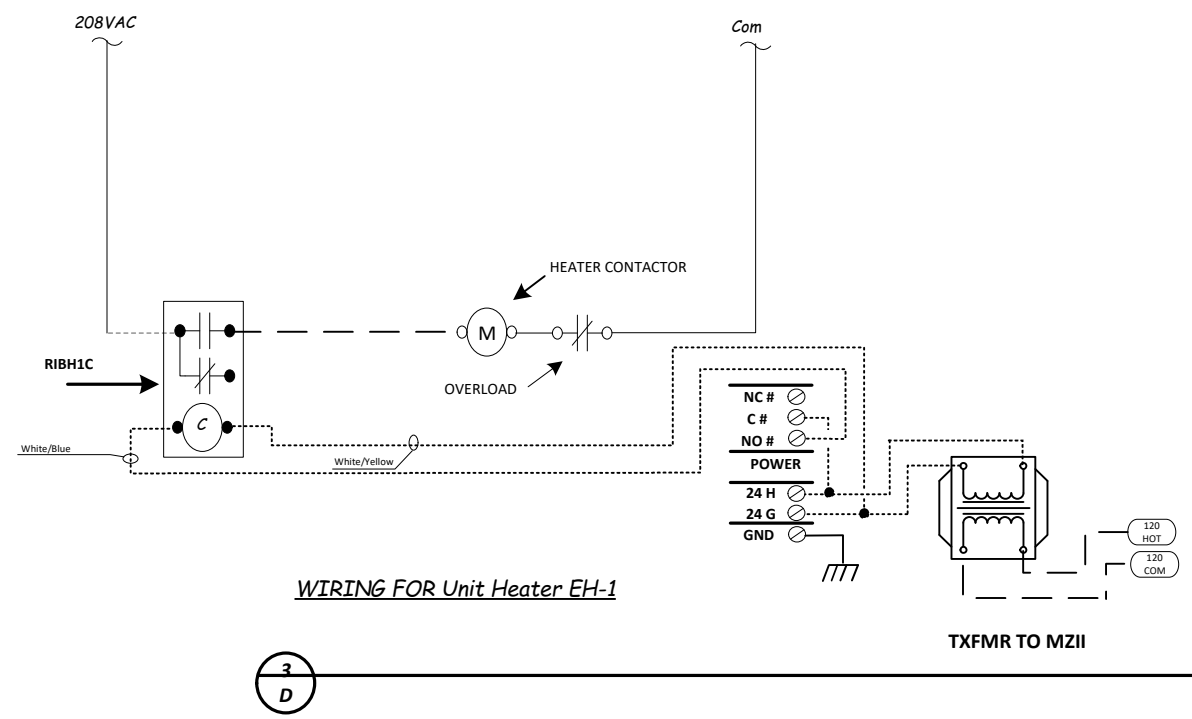 208VAC
Com
HEATER CONTACTOR
M
RIBH1C
OVERLOAD
NC #
C #
NO #
C
White/Blue
White/Yellow
POWER
24 H
24 G
GND
120
HOT
120
COM
WIRING FOR Unit Heater EH-1
TXFMR TO MZII
3
D